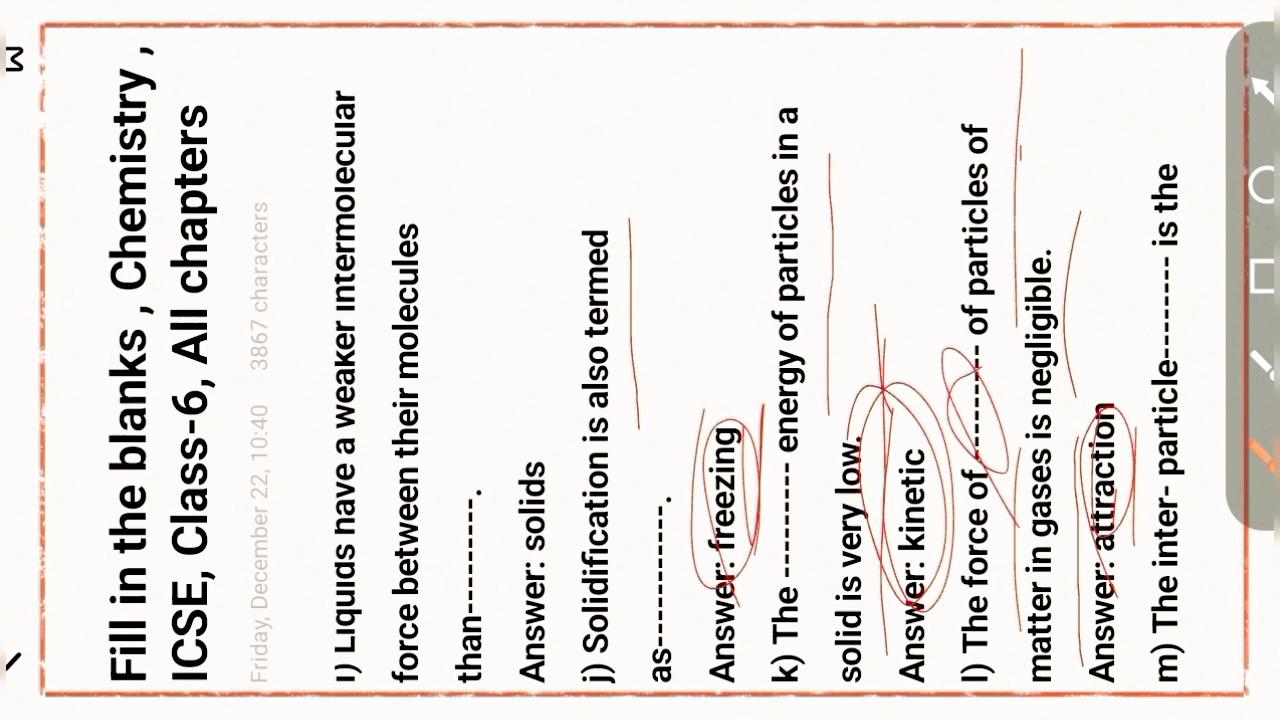 Fill in the blanks , Chemistry ,
ICSE, Class-6, All chapters
Friday, December 22, 10:40 3867 characters
i) Liquids have a weaker intermolecular
force between their molecules
than-----------.
Answer: solids
j) Solidification is also termed
as--------------.
Answer: freezing
k) The ----------- energy of particles in a
solid is very low.
Answer: kinetic
l) The force of ----------- of particles of
matter in gases is negligible.
Answer: attraction
m) The inter- particle---------- is the